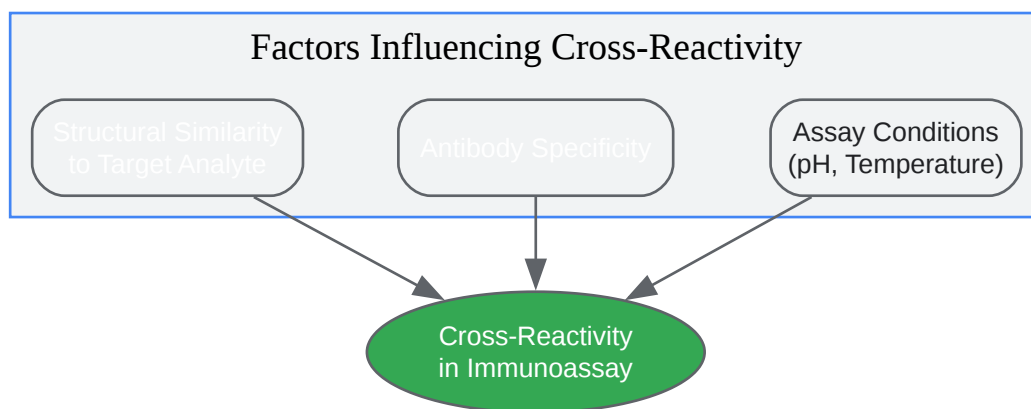 Factors Influencing Cross-Reactivity
Structural Similarity
to Target Analyte
Antibody Specificity
Assay Conditions
(pH, Temperature)
Cross-Reactivity
in Immunoassay